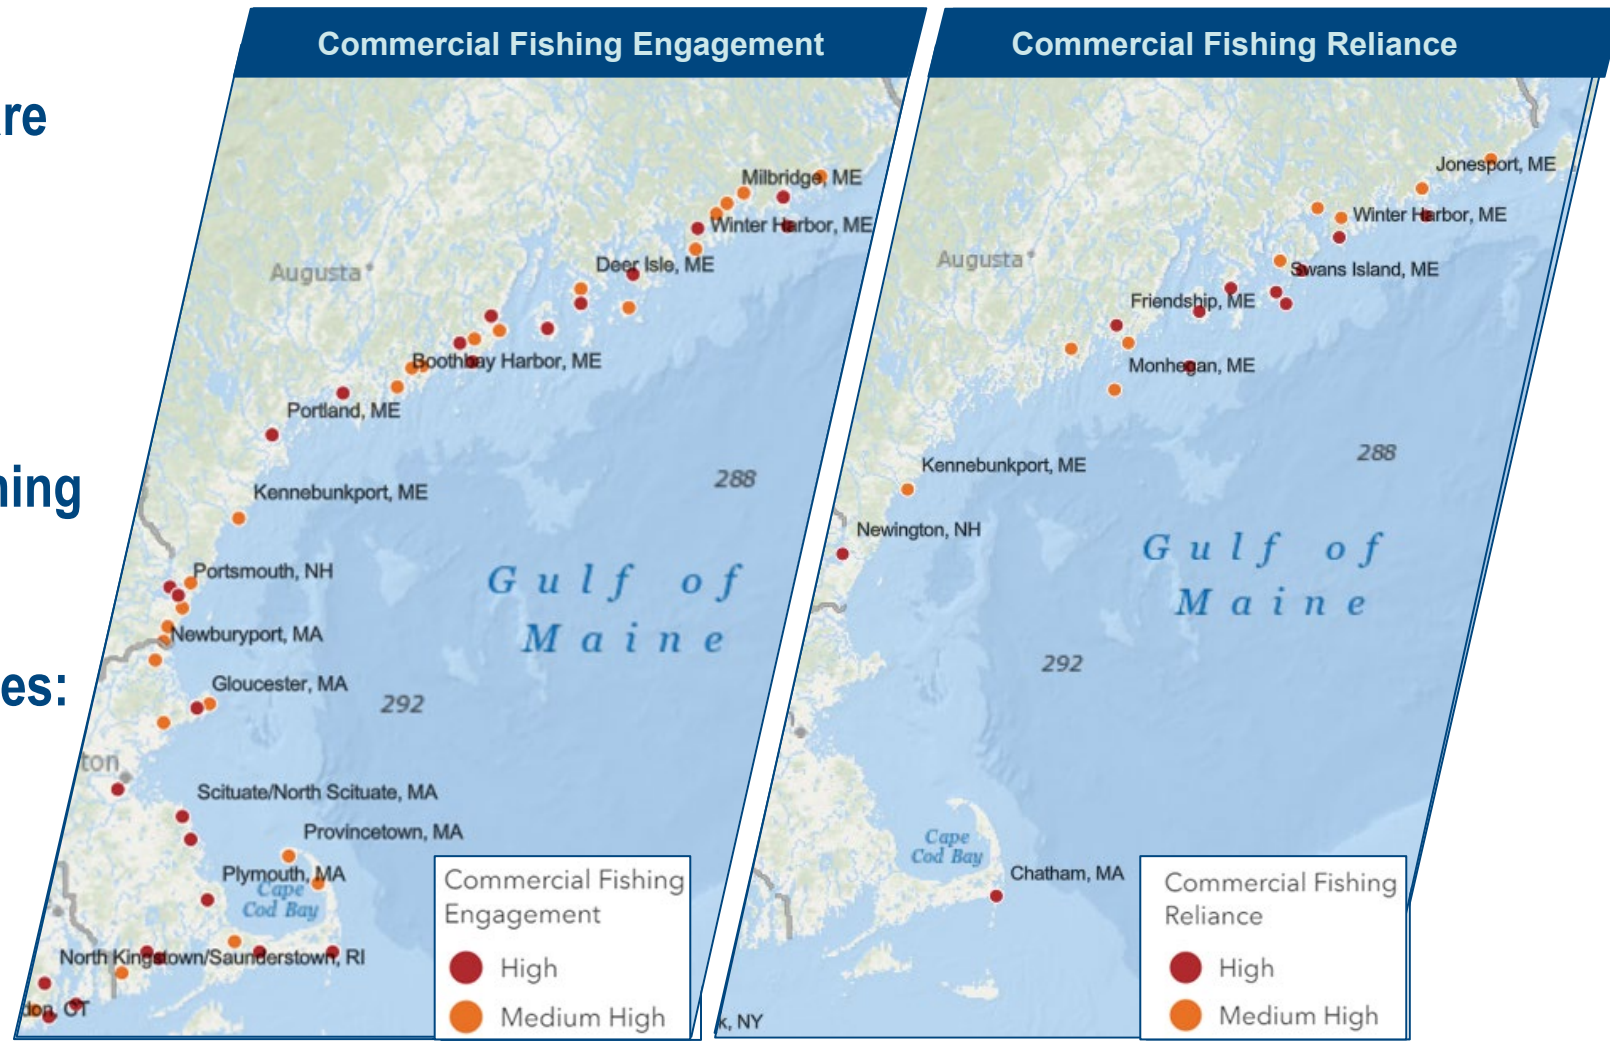 re
ning
es:
Commercial Fishing Engagement
Milbridge, ME
Winter Harbor, ME
Augusta
Deer Isle, ME
Boothbay Harbor, ME
Portland, ME
Kennebunkport, ME
288
Gulf of
Maine
Portsmouth, NH
Newburyport, MA
Gloucester, MA
292
ton
Scituate/North Scituate, MA
Provincetown, MA
Plymouth, MA
Cape
Cod Bay
North Kingstown/Saunderstown, RI
don, CT
Commercial Fishing
Engagement
High
Medium High
Commercial Fishing Reliance
Jonesport, ME
Winter Harbor, ME
Augusta
Swans Island, ME
Friendship, ME
Monhegan, ME
Kennebunkport, ME
288
Newington, NH
Gulf of
Maine
292
Cape
Cod Bay
Chatham, MA
k, NY
Commercial Fishing
Reliance
High
Medium High